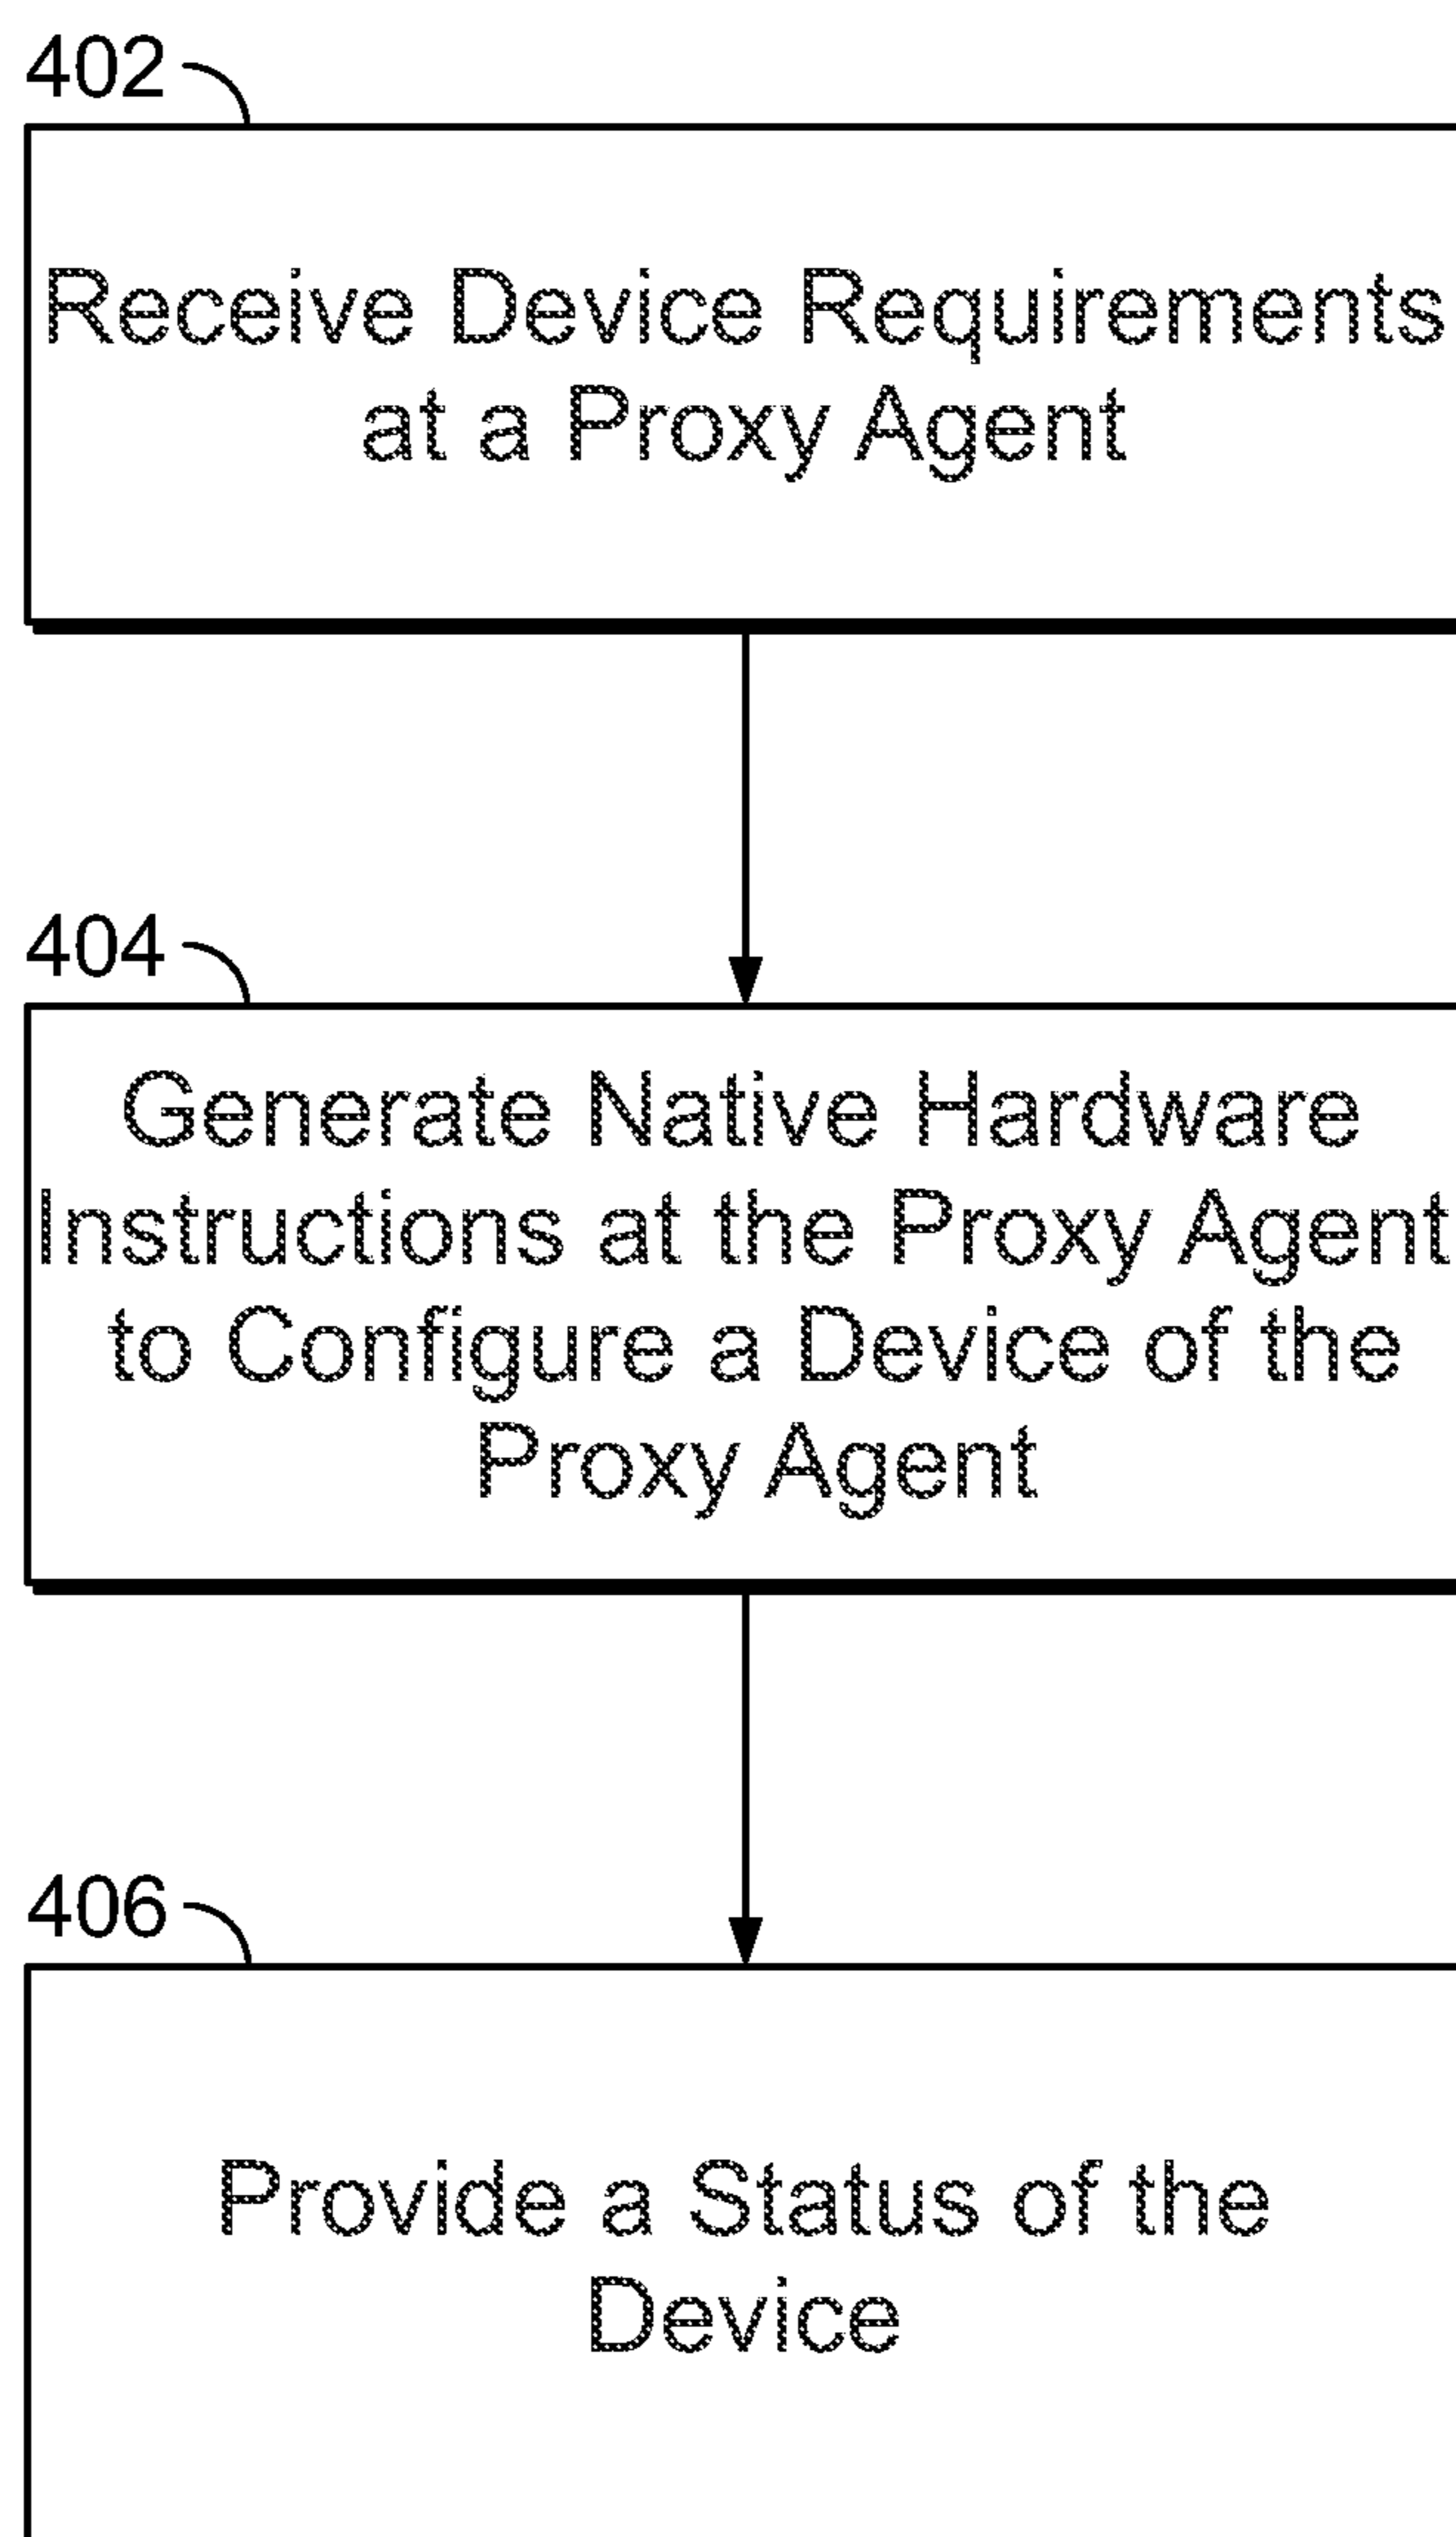 402
Receive Device Requirements
at a Proxy Agent
404
Generate Native Hardware
Instructions at the Proxy Agent
to Configure a Device of the
Proxy Agent
406
Provide a Status of the
Device